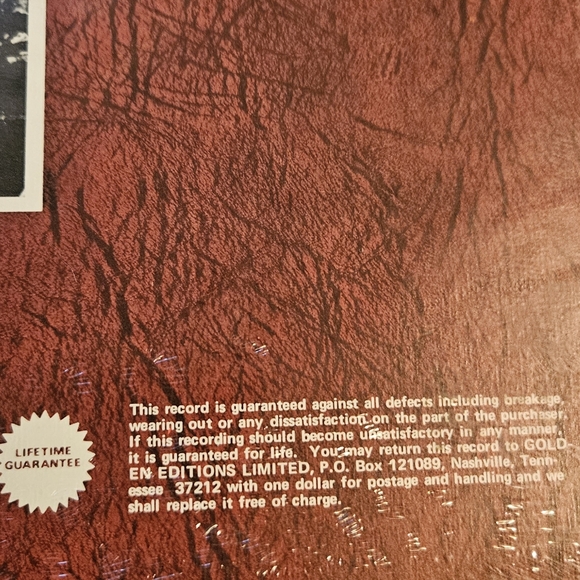 This record is guaranteed against all defects including breakage,
wearing out or any dissatisfaction on the part of the purchaser.
If this recording should become unsatisfactory in any manner,
it is guaranteed for life. You may return this record to GOLD-
EN EDITIONS LIMITED, P.O. Box 121089, Nashville, Tenn-
essee 37212 with one dollar for postage and handling and we
shall replace it free of charge.
LIFETIME
GUARANTEE